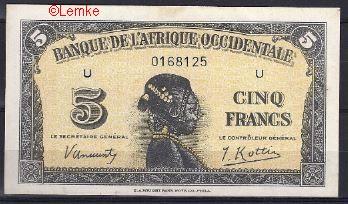 ©Lemke
5 5
BANQUE DE L'AFRIQUE OCCIDENTALE
U 0168125 U
5 CINQ
FRANCS
LE SECRÉTAIRE GÉNÉRAL LE CONTRÔLEUR GÉNÉRAL